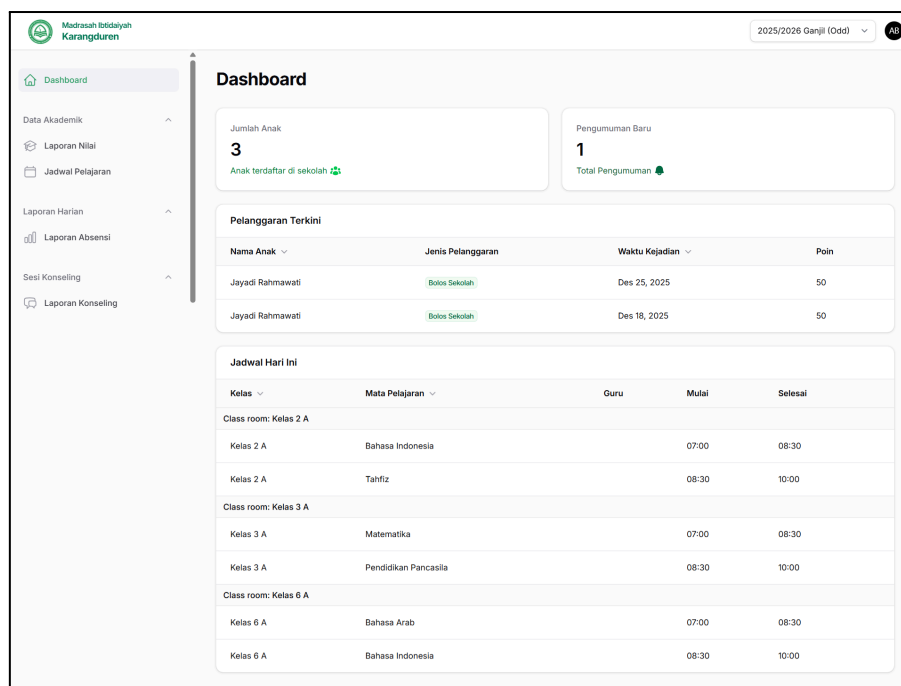 Madrasah Ibtidaiyah
Karangduren
2025/2026 Ganjil (Odd)
AB
Dashboard
Data Akademik
Laporan Nilai
Jadwal Pelajaran
Laporan Harian
Laporan Absensi
Sesi Konseling
Laporan Konseling
Dashboard
Jumlah Anak
3
Anak terdaftar di sekolah
Pengumuman Baru
1
Total Pengumuman
Pelanggaran Terkini
Nama Anak Jenis Pelanggaran Waktu Kejadian Poin
Jayadi Rahmawati Bolos Sekolah Des 25, 2025 50
Jayadi Rahmawati Bolos Sekolah Des 18, 2025 50
Jadwal Hari Ini
Kelas Mata Pelajaran Guru Mulai Selesai
Class room: Kelas 2 A
Kelas 2 A Bahasa Indonesia 07:00 08:30
Kelas 2 A Tahfiz 08:30 10:00
Class room: Kelas 3 A
Kelas 3 A Matematika 07:00 08:30
Kelas 3 A Pendidikan Pancasila 08:30 10:00
Class room: Kelas 6 A
Kelas 6 A Bahasa Arab 07:00 08:30
Kelas 6 A Bahasa Indonesia 08:30 10:00